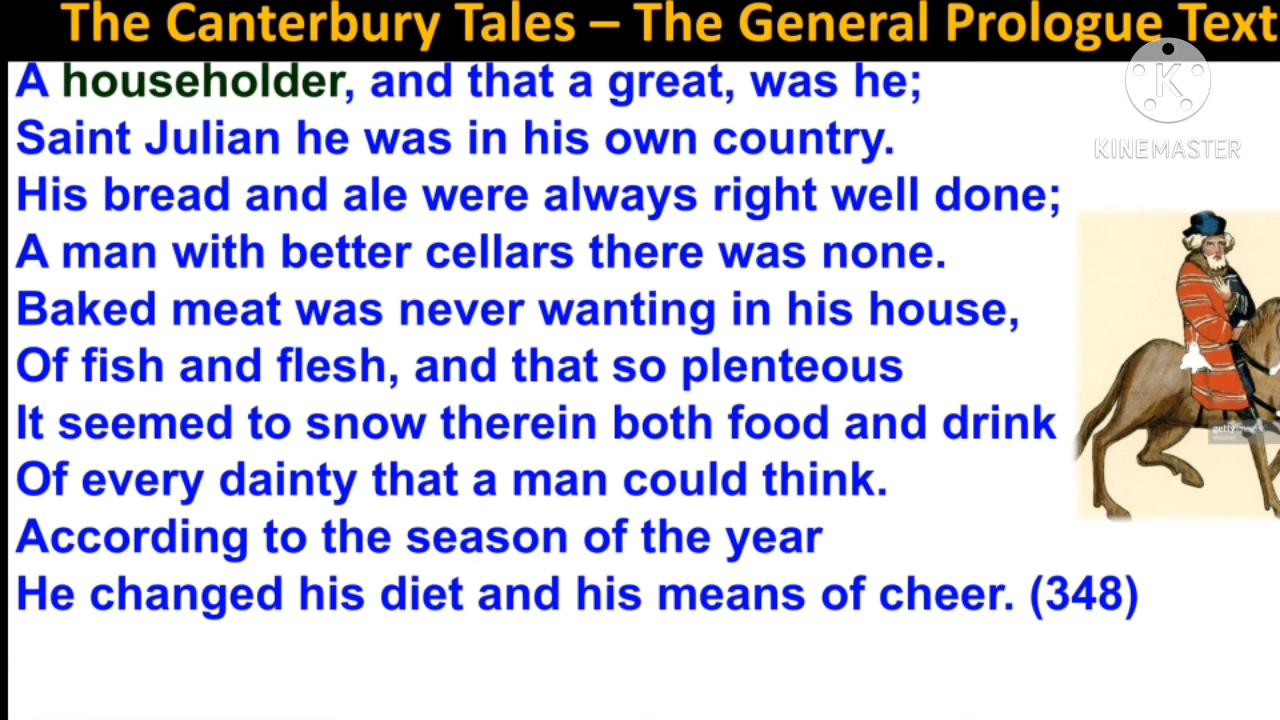 The Canterbury Tales – The General Prologue Text
A householder, and that a great, was he;
Saint Julian he was in his own country.
His bread and ale were always right well done;
A man with better cellars there was none.
Baked meat was never wanting in his house,
Of fish and flesh, and that so plenteous
It seemed to snow therein both food and drink
Of every dainty that a man could think.
According to the season of the year
He changed his diet and his means of cheer. (348)
K
KINEMASTER
getty